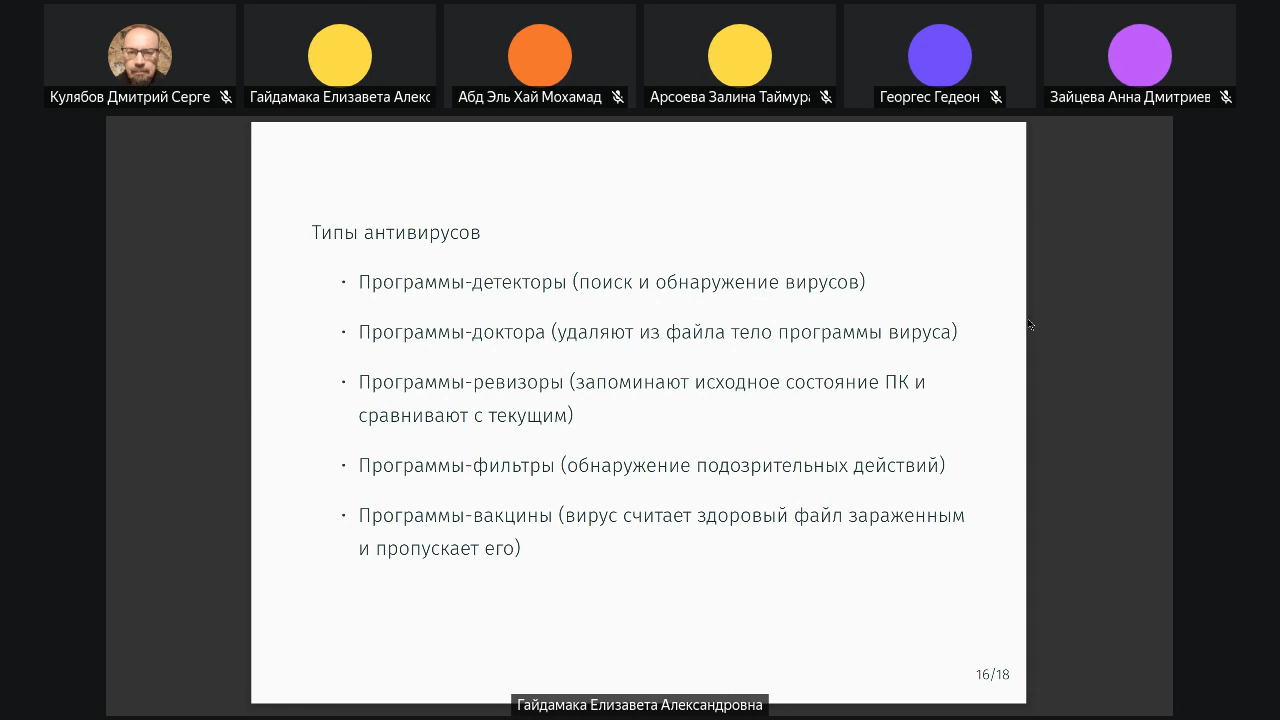 Кулябов Дмитрий Серге
Гайдамака Елизавета Алекс
Абд Эль Хай Мохамад
Арсоева Залина Таймура
Георгес Гедеон
Зайцева Анна Дмитриев
Типы антивирусов
· Программы-детекторы (поиск и обнаружение вирусов)
· Программы-доктора (удаляют из файла тело программы вируса)
· Программы-ревизоры (запоминают исходное состояние ПК и
сравнивают с текущим)
· Программы-фильтры (обнаружение подозрительных действий)
· Программы-вакцины (вирус считает здоровый файл зараженным
и пропускает его)
16/18
Гайдамака Елизавета Александровна